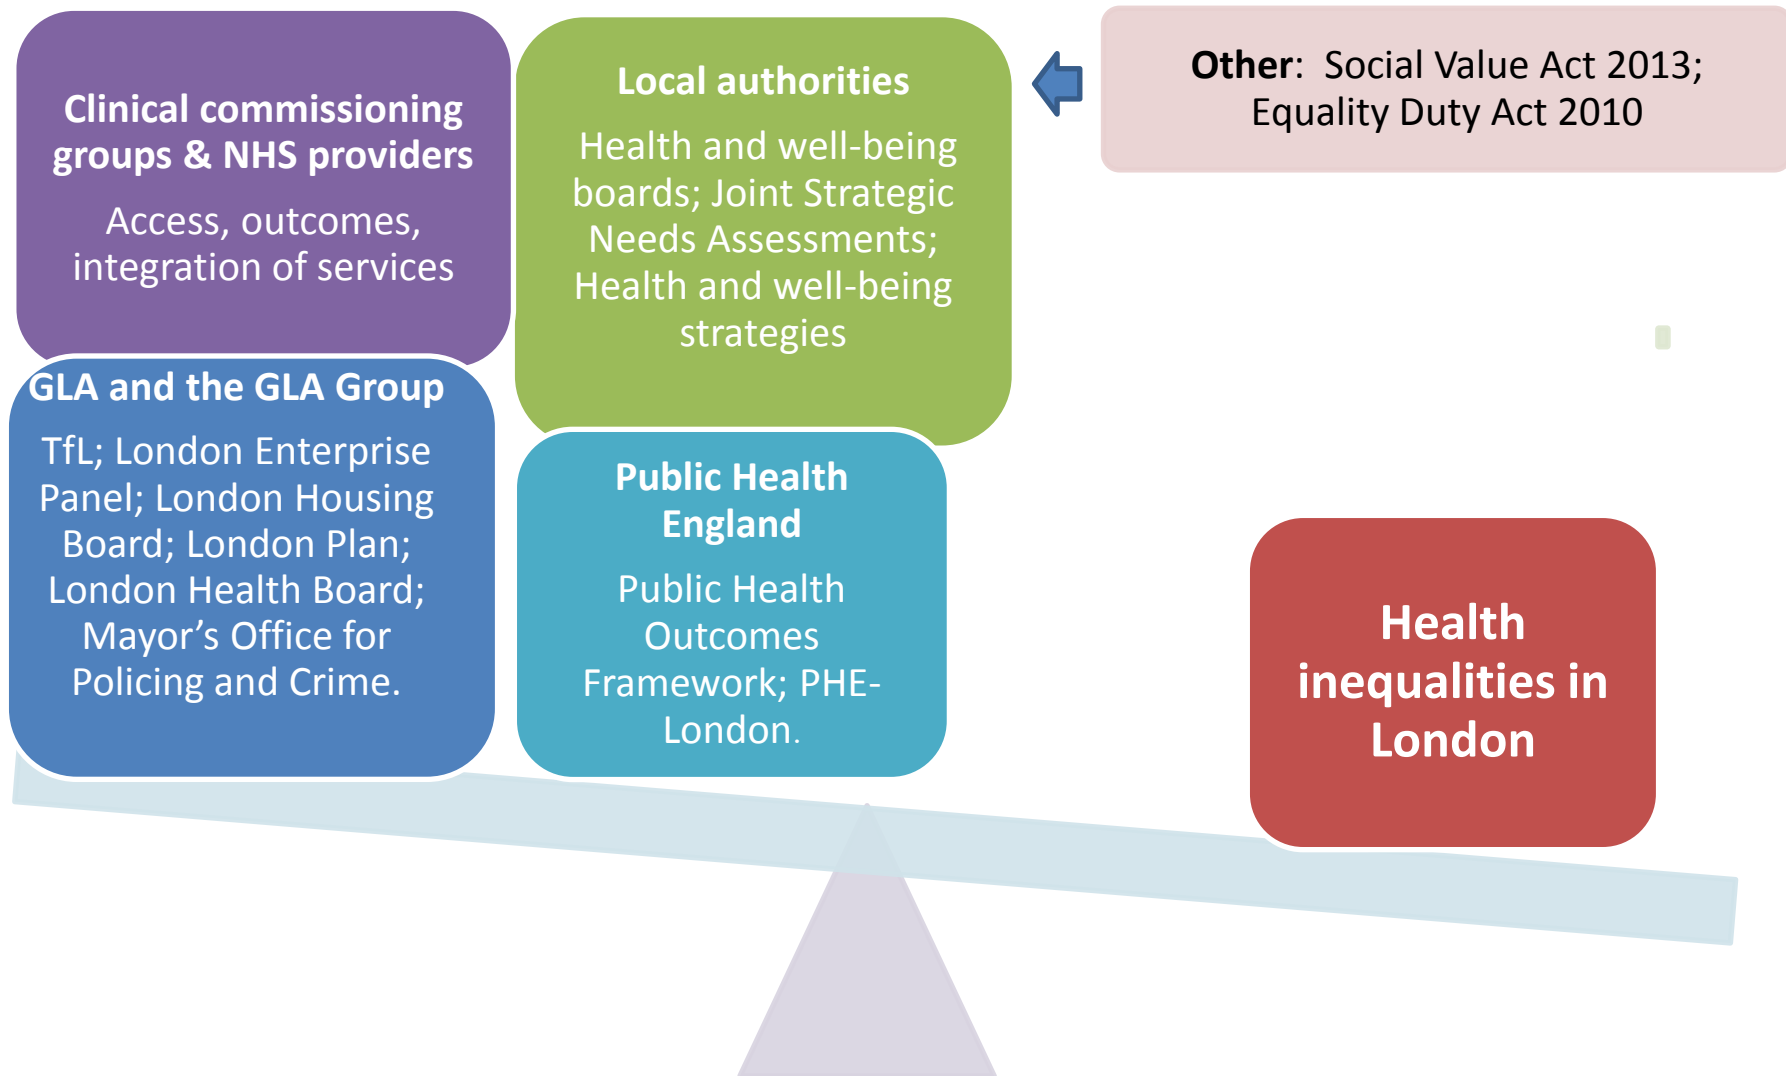 Clinical commissioning
groups & NHS providers
Access, outcomes,
integration of services
Local authorities
Health and well-being
boards; Joint Strategic
Needs Assessments;
Health and well-being
strategies
Other:  Social Value Act 2013;
Equality Duty Act 2010
GLA and the GLA Group
TfL; London Enterprise
Panel; London Housing
Board; London Plan;
London Health Board;
Mayor’s Office for
Policing and Crime.
Public Health
England
Public Health
Outcomes
Framework; PHE-
London.
Health
inequalities in
London